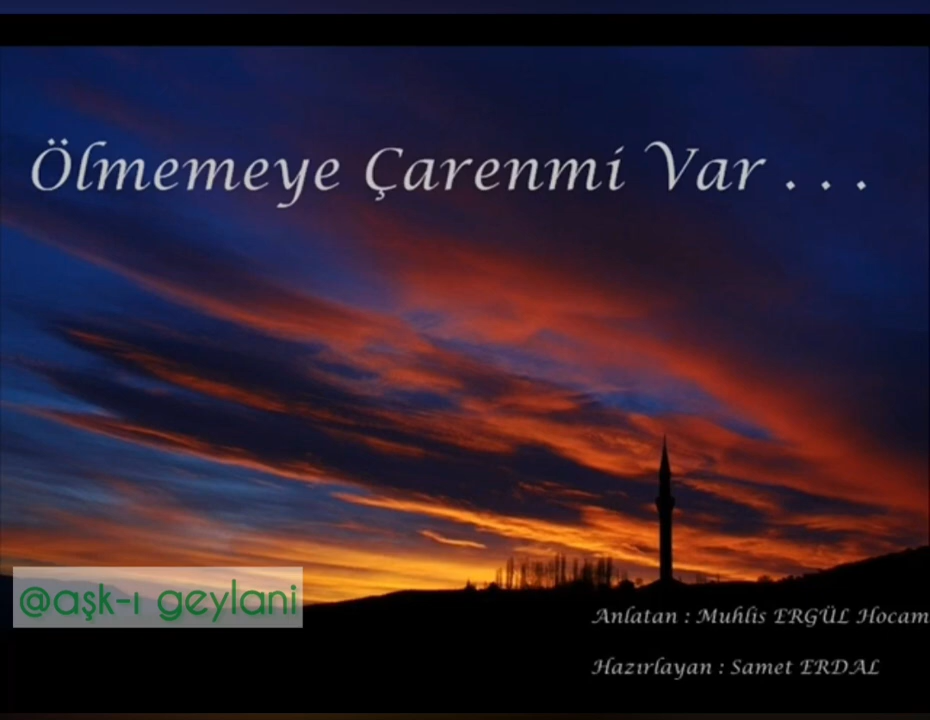 Ölmemeye Çarenmi Var . . .
@aşk-ı geylani
Anlatan : Muhlis ERGÜL Hocam
Hazırlayan : Samet ERDAL